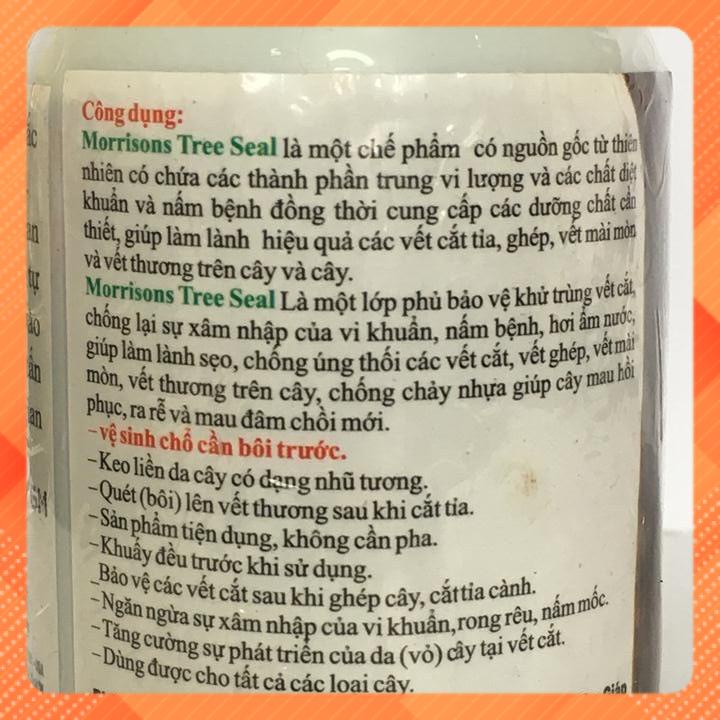 Công dụng:
Morrisons Tree Seal là một chế phẩm có nguồn gốc từ thiên
nhiên có chứa các thành phần trung vi lượng và các chất diệt
khuẩn và nấm bệnh đồng thời cung cấp các dưỡng chất cần
thiết, giúp làm lành hiệu quả các vết cắt tỉa, ghép, vết mài mòn
và vết thương trên cây và cây.
Morrisons Tree Seal Là một lớp phủ bảo vệ khử trùng vết cắt,
chống lại sự xâm nhập của vi khuẩn, nấm bệnh, hơi ẩm nước,
giúp làm lành sẹo, chống úng thối các vết cắt, vết ghép, vết mài
mòn, vết thương trên cây, chống chảy nhựa giúp cây mau hồi
phục, ra rễ và mau đâm chồi mới.
-vệ sinh chổ cần bôi trước.
-Keo liền da cây có dạng nhũ tương.
-Quét (bôi) lên vết thương sau khi cắt tỉa.
-Sản phẩm tiện dụng, không cần pha.
-Khuấy đều trước khi sử dụng.
_Bảo vệ các vết cắt sau khi ghép cây, cắt tỉa cành.
-Ngăn ngừa sự xâm nhập của vi khuẩn,rong rêu, nấm mốc.
-Tăng cường sự phát triển của da (vỏ) cây tại vết cắt.
-Dùng được cho tất cả các loại cây.